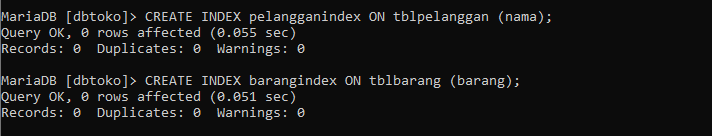 MariaDB [dbtoko]> CREATE INDEX pelangganindex ON tblpelanggan (nama);
Query OK, 0 rows affected (0.055 sec)
Records: 0  Duplicates: 0  Warnings: 0
MariaDB [dbtoko]> CREATE INDEX barangindex ON tblbarang (barang);
Query OK, 0 rows affected (0.051 sec)
Records: 0  Duplicates: 0  Warnings: 0